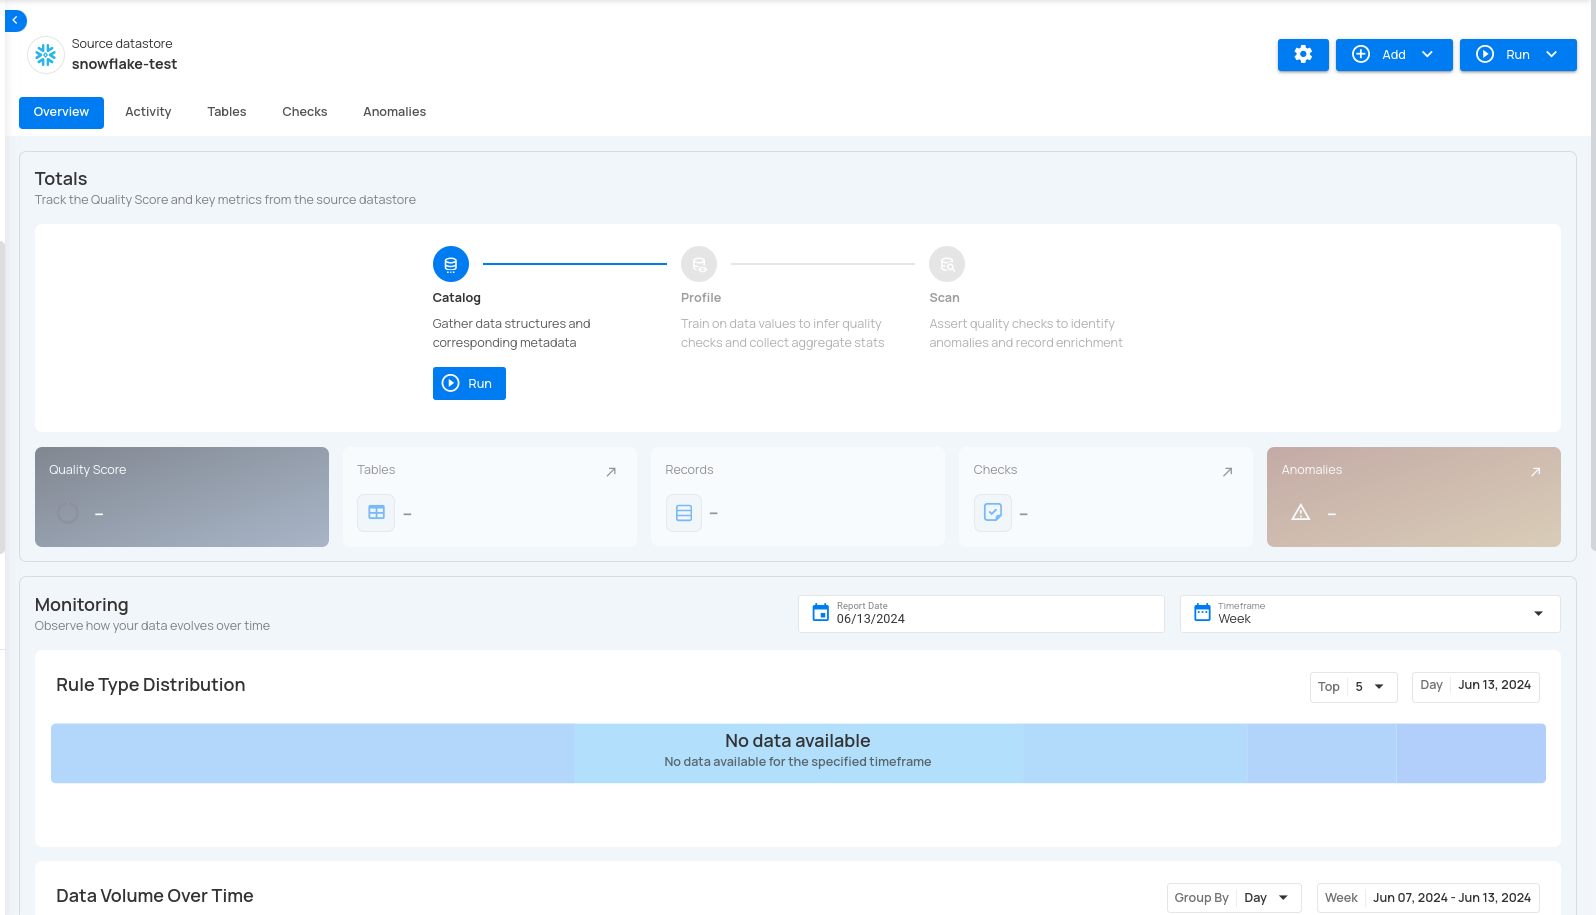 Source datastore
snowflake-test
Add
Run
Overview
Activity
Tables
Checks
Anomalies
Totals
Track the Quality Score and key metrics from the source datastore
Catalog
Gather data structures and
corresponding metadata
Run
Profile
Train on data values to infer quality
checks and collect aggregate stats
Scan
Assert quality checks to identify
anomalies and record enrichment
Quality Score
–
Tables
–
Records
–
Checks
–
Anomalies
–
Monitoring
Observe how your data evolves over time
Report Date
06/13/2024
Timeframe
Week
Rule Type Distribution
Top 5
Day Jun 13, 2024
No data available
No data available for the specified timeframe
Data Volume Over Time
Group By Day
Week Jun 07, 2024 - Jun 13, 2024